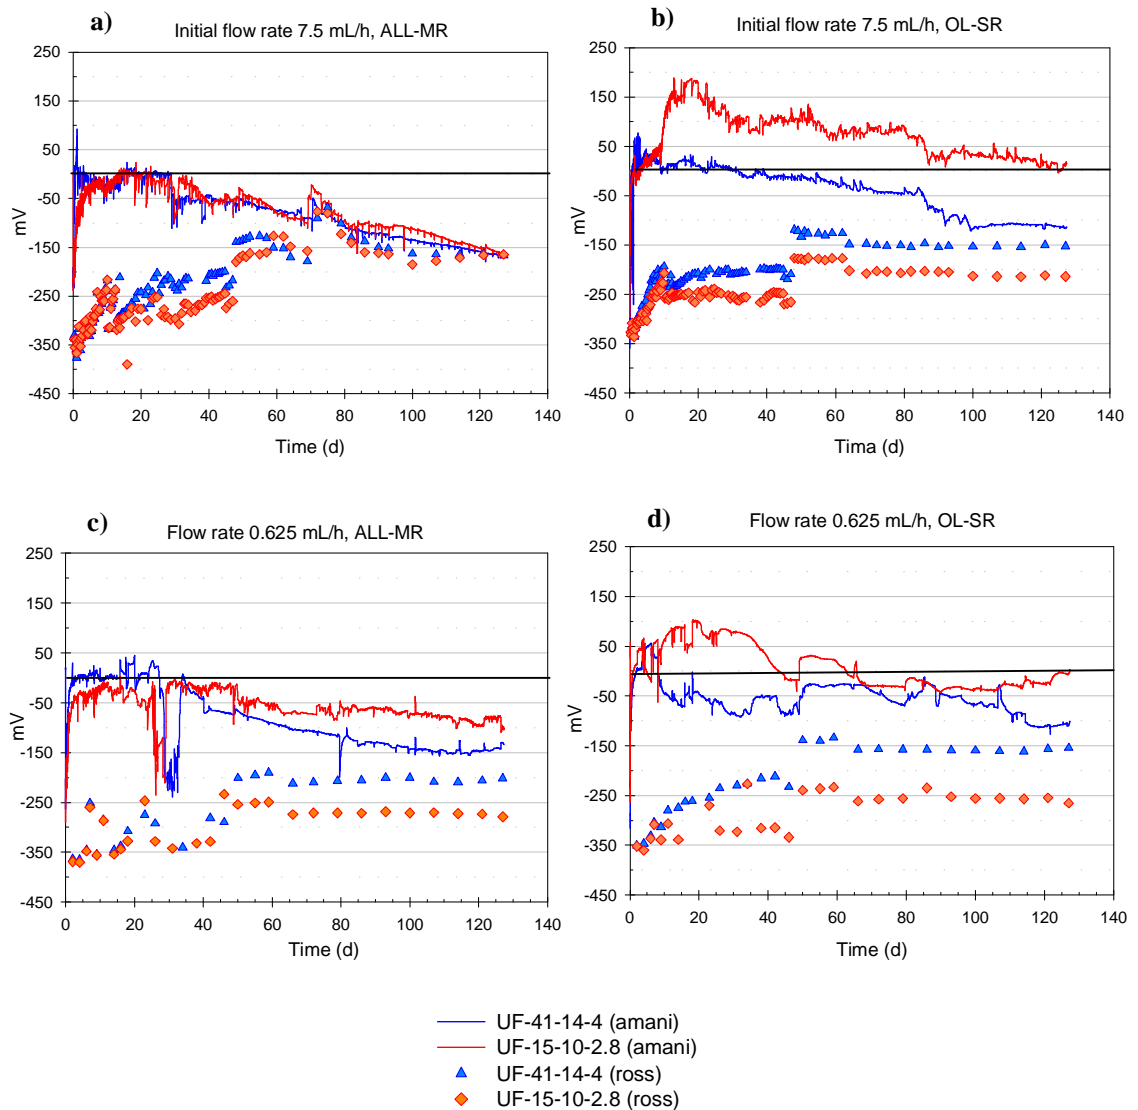 a)
Initial flow rate 7.5 mL/h, ALL-MR
250
150
50
-50
-150
-250
-350
-450
mV
0 20 40 60 80 100 120 140
Time (d)
b)
Initial flow rate 7.5 mL/h, OL-SR
250
150
50
-50
-150
-250
-350
-450
mV
0 20 40 60 80 100 120 140
Tima (d)
c)
Flow rate 0.625 mL/h, ALL-MR
250
150
50
-50
-150
-250
-350
-450
mV
0 20 40 60 80 100 120 140
Time (d)
d)
Flow rate 0.625 mL/h, OL-SR
250
150
50
-50
-150
-250
-350
-450
mV
0 20 40 60 80 100 120 140
Time (d)
UF-41-14-4 (amani)
UF-15-10-2.8 (amani)
UF-41-14-4 (ross)
UF-15-10-2.8 (ross)